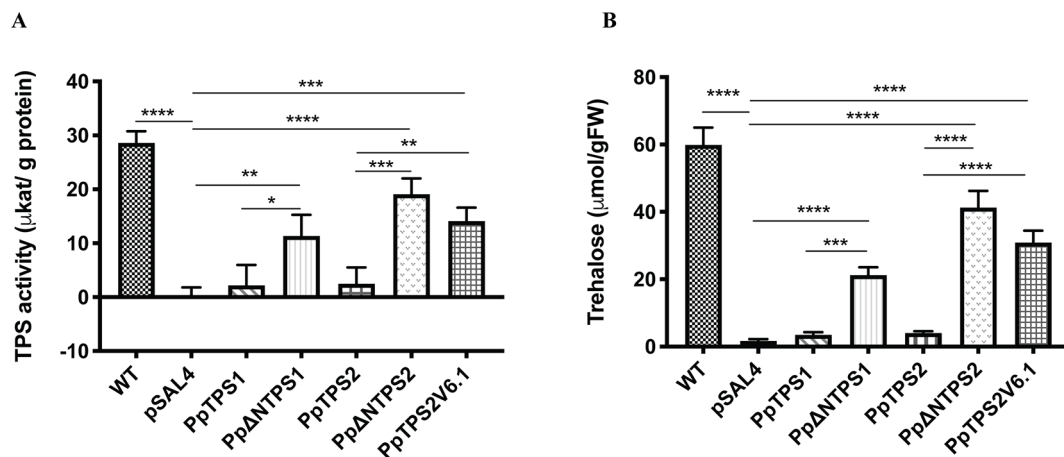 A
TPS activity (μkat/ g protein)
40
30
20
10
0
-10
***
****
****
**
**
***
*
WT
pSAL4
PpTPS1
PpΔNTPS1
PpTPS2
PpΔNTPS2
PpTPS2V6.1
B
Trehalose (μmol/gFW)
80
60
40
20
0
****
****
****
****
****
****
***
WT
pSAL4
PpTPS1
PpΔNTPS1
PpTPS2
PpΔNTPS2
PpTPS2V6.1